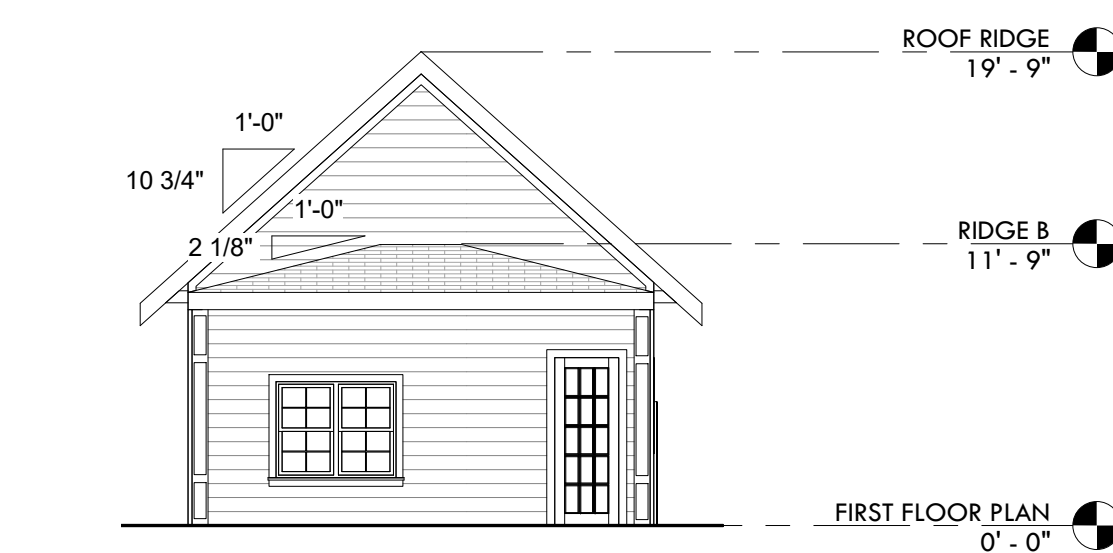 ROOF RIDGE
19' - 9"
1'-0"
10 3/4"
1'-0"
2 1/8"
RIDGE B
11' - 9"
FIRST FLOOR PLAN
0' - 0"